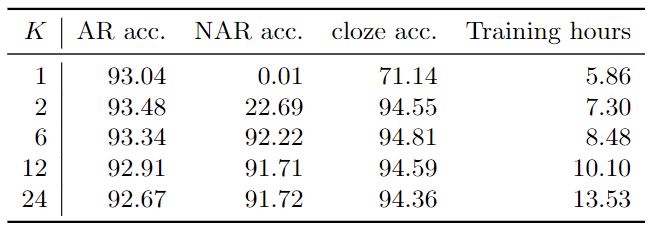 K AR acc. NAR acc. cloze acc. Training hours
1 93.04 0.01 71.14 5.86
2 93.48 22.69 94.55 7.30
6 93.34 92.22 94.81 8.48
12 92.91 91.71 94.59 10.10
24 92.67 91.72 94.36 13.53